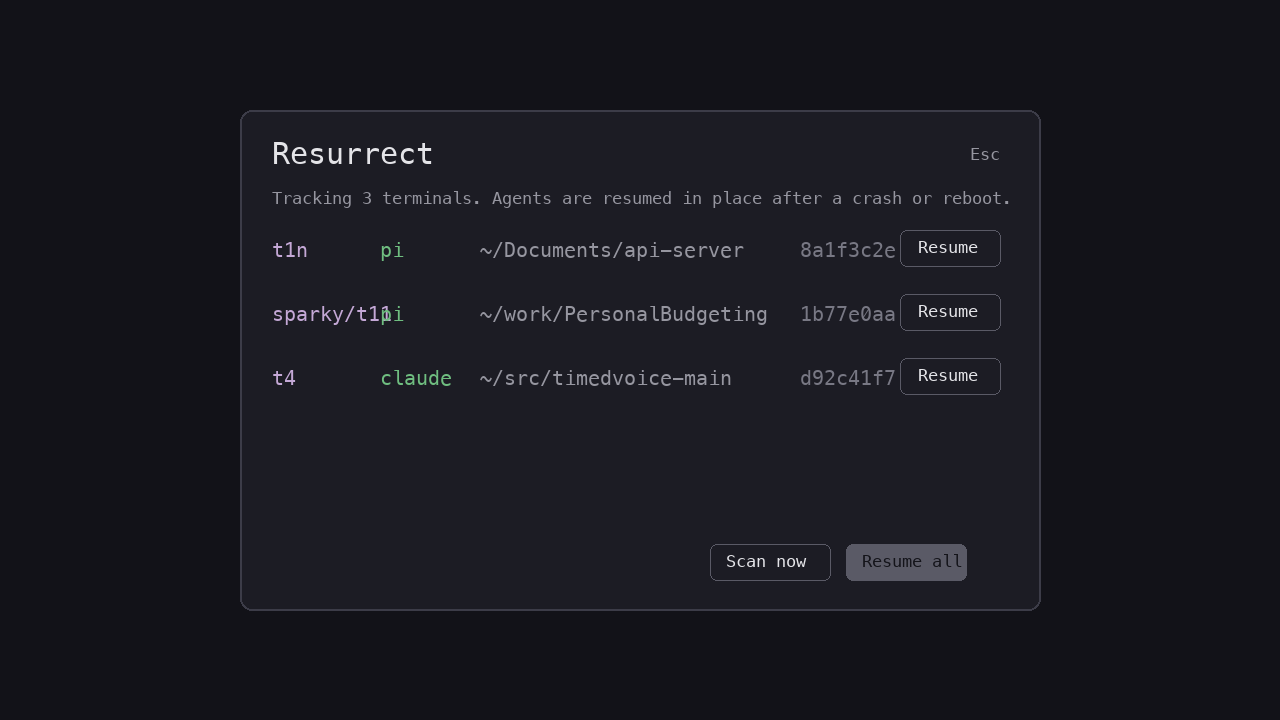 Resurrect Esc
Tracking 3 terminals. Agents are resumed in place after a crash or reboot.
t1n pi ~/Documents/api-server 8a1f3c2e Resume
sparky/t11 pi ~/work/PersonalBudgeting 1b77e0aa Resume
t4 claude ~/src/timedvoice-main d92c41f7 Resume
Scan now Resume all